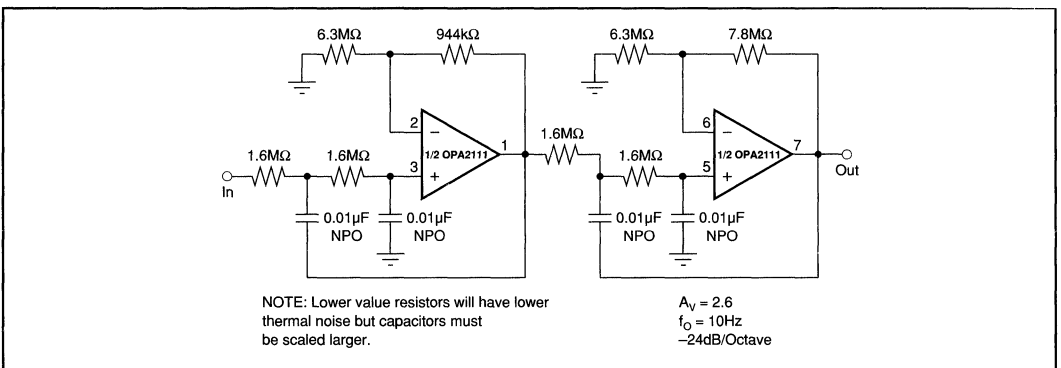 6.3MΩ
944kΩ
6.3MΩ
7.8MΩ
2
–
1/2 OPA2111
1
3
+
6
–
1/2 OPA2111
7
5
+
1.6MΩ
1.6MΩ
1.6MΩ
1.6MΩ
In
Out
0.01µF
NPO
0.01µF
NPO
0.01µF
NPO
0.01µF
NPO
NOTE: Lower value resistors will have lower
thermal noise but capacitors must
be scaled larger.
AV = 2.6
fO = 10Hz
–24dB/Octave